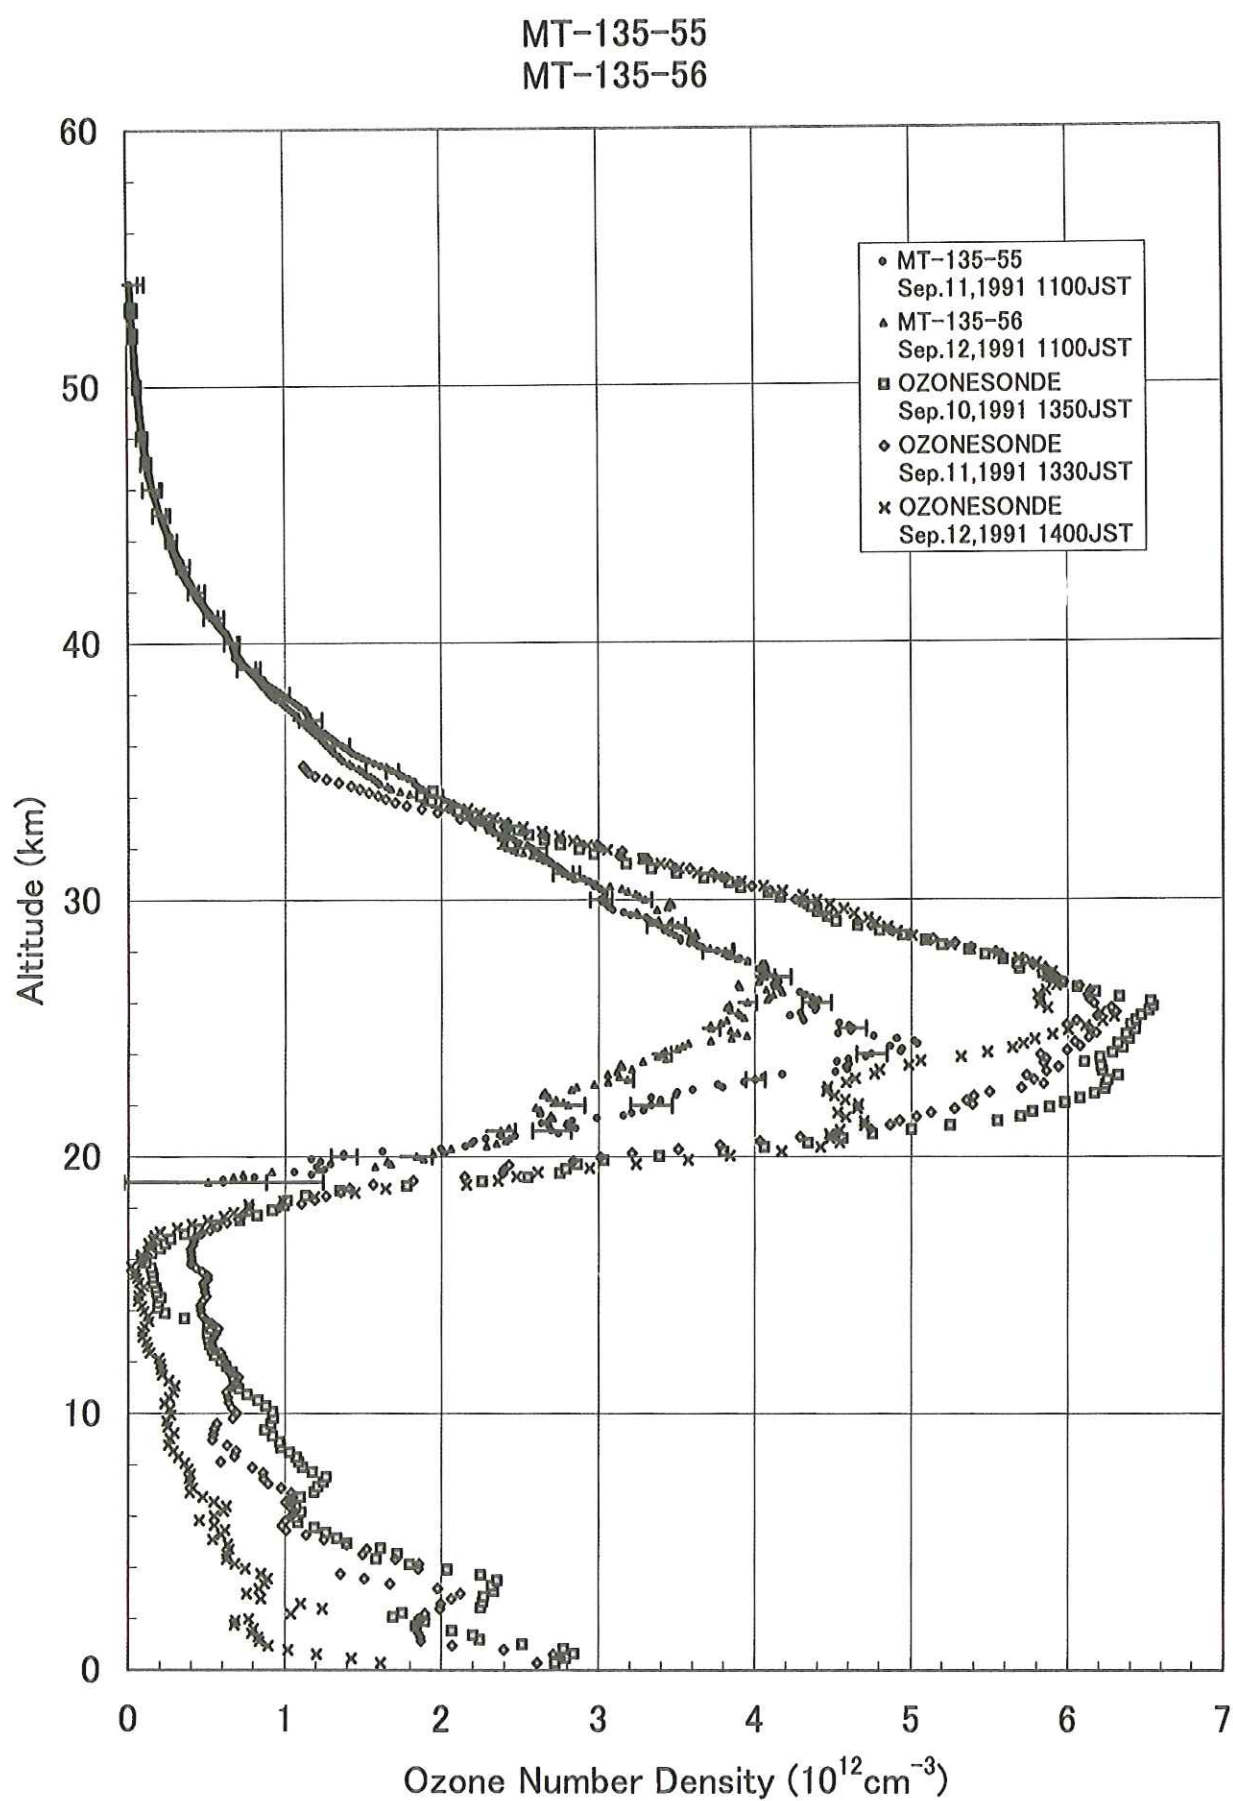 MT-135-55
MT-135-56
60
50
40
30
20
10
0
Altitude (km)
MT-135-55
Sep.11,1991 1100JST
MT-135-56
Sep.12,1991 1100JST
OZONESONDE
Sep.10,1991 1350JST
OZONESONDE
Sep.11,1991 1330JST
OZONESONDE
Sep.12,1991 1400JST
0 1 2 3 4 5 6 7
Ozone Number Density (10¹²cm⁻³)